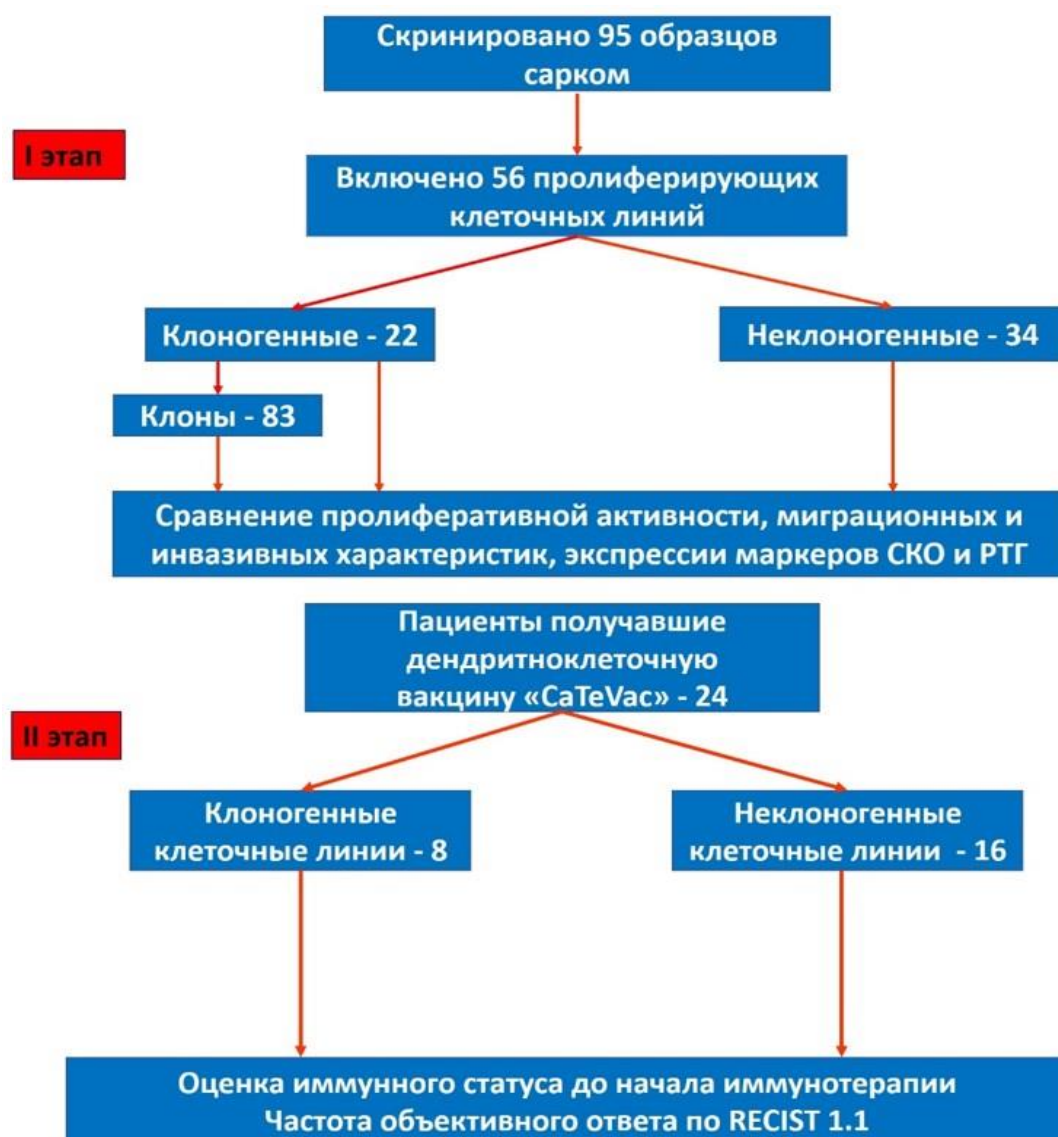 Скринировано 95 образцов
сарком
I этап
Включено 56 пролиферирующих
клеточных линий
Клоногенные - 22
Неклоногенные - 34
Клоны - 83
Сравнение пролиферативной активности, миграционных и
инвазивных характеристик, экспрессии маркеров СКО и РТГ
Пациенты получавшие
дендритноклеточную
вакцину «CaTeVac» - 24
II этап
Клоногенные
клеточные линии - 8
Неклоногенные
клеточные линии - 16
Оценка иммунного статуса до начала иммунотерапии
Частота объективного ответа по RECIST 1.1